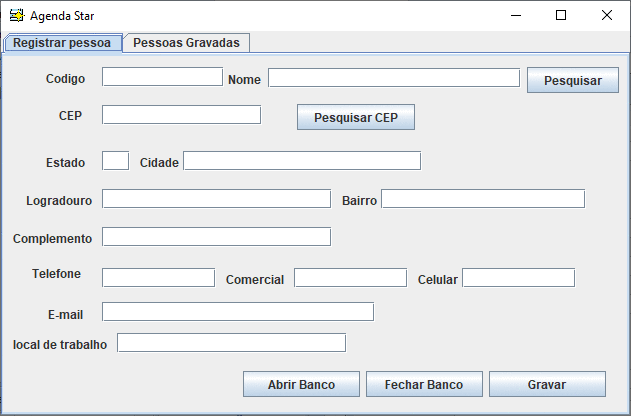 Agenda Star
Registrar pessoa Pessoas Gravadas
Codigo Nome Pesquisar
CEP Pesquisar CEP
Estado Cidade
Logradouro Bairro
Complemento
Telefone Comercial Celular
E-mail
local de trabalho
Abrir Banco Fechar Banco Gravar